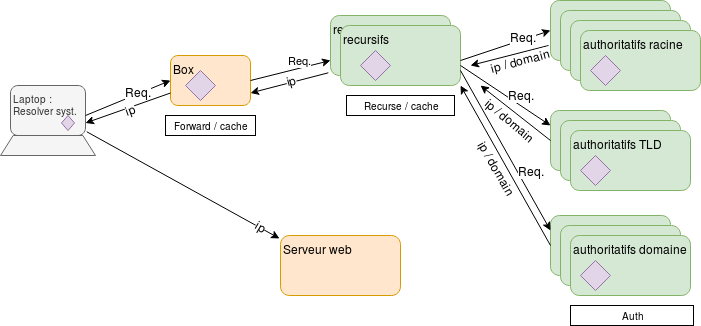 re
recursifs
Req.
ip
Recurse / cache
Box
Req.
ip
Forward / cache
Laptop :
Resolver syst.
Req.
ip / domain
authoritatifs racine
Req.
ip / domain
authoritatifs TLD
Req.
ip / domain
authoritatifs domaine
Auth
ip
Serveur web